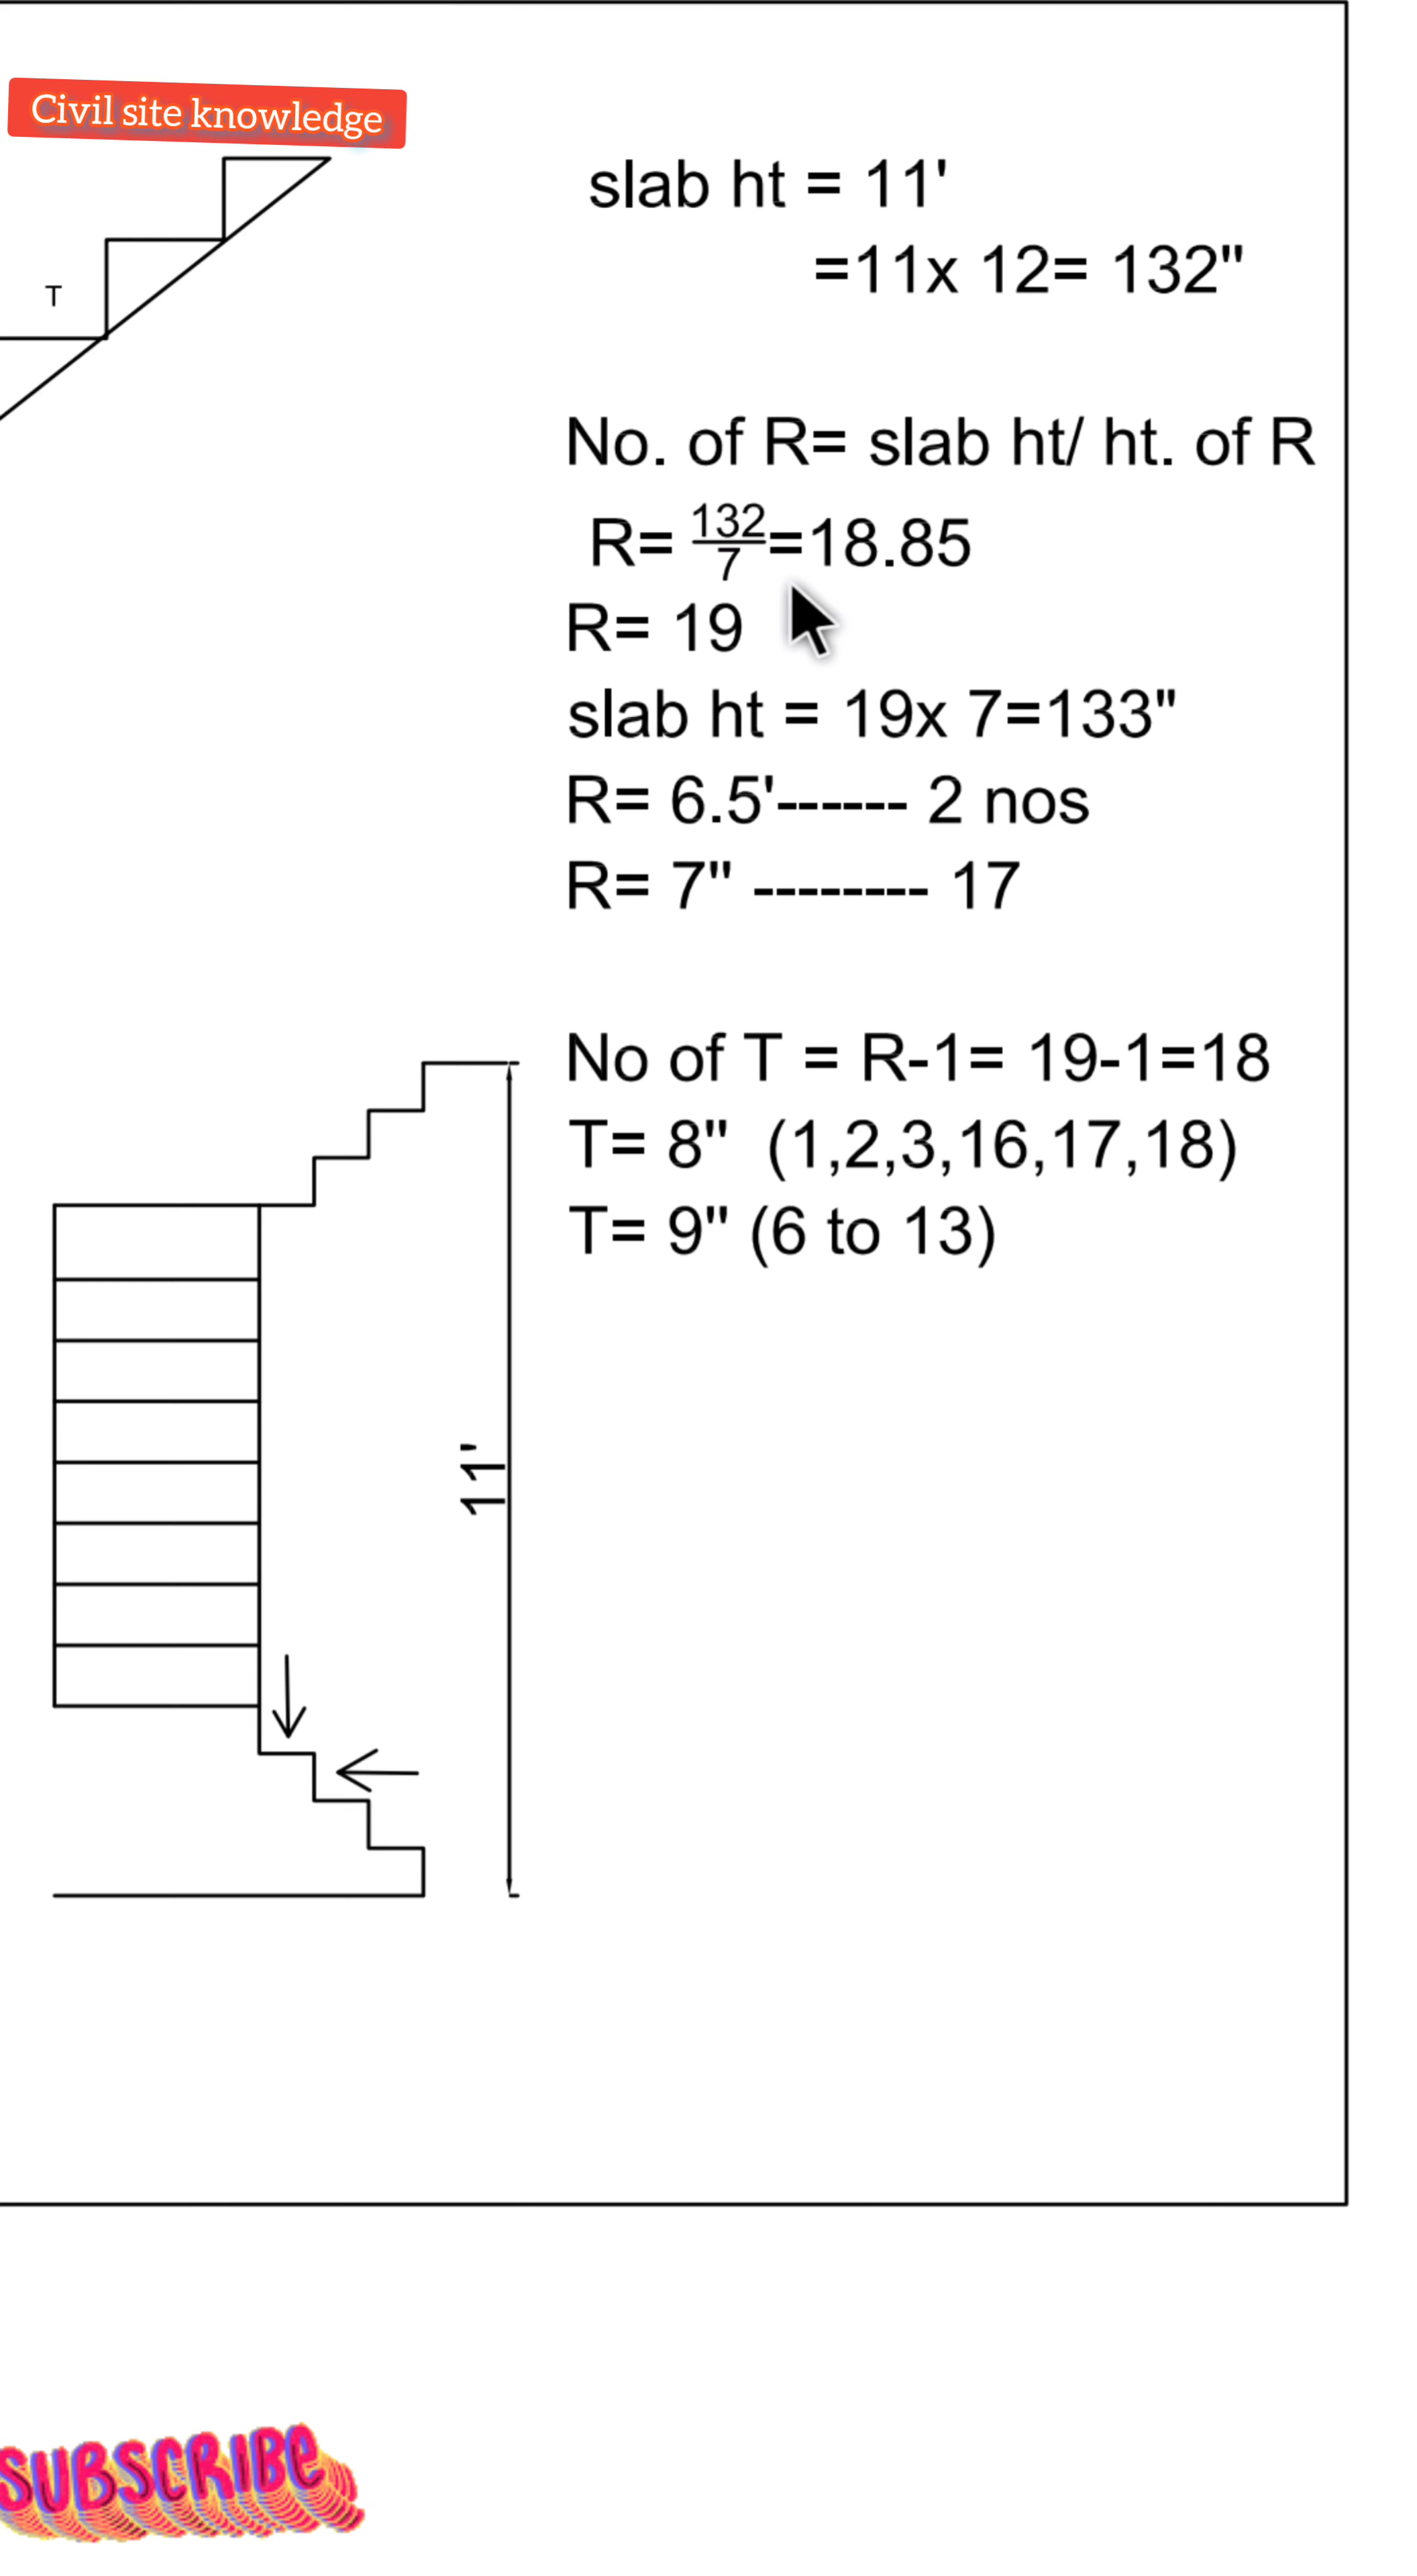 Civil site knowledge
slab ht = 11'
=11x 12= 132"
T
No. of R= slab ht/ ht. of R
R= 132/7=18.85
R= 19
slab ht = 19x 7=133"
R= 6.5'------ 2 nos
R= 7" -------- 17
No of T = R-1= 19-1=18
T= 8" (1,2,3,16,17,18)
T= 9" (6 to 13)
11'
SUBSCRIBe